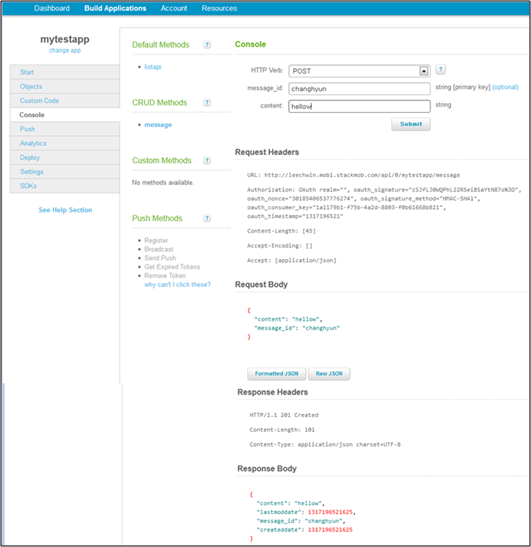 Dashboard Build Applications Account Resources
mytestapp
change app
Start
Objects
Custom Code
Console
Push
Analytics
Deploy
Settings
SDKs
See Help Section
Default Methods ?
listapi
CRUD Methods ?
message
Custom Methods ?
No methods available.
Push Methods ?
Register
Broadcast
Send Push
Get Expired Tokens
Remove Token
why can't I click these?
Console
HTTP Verb: POST ?
message_id: changhyun string [primary key] (optional)
content: hellow string
Submit
Request Headers
URL: http://leechwin.mob1.stackmob.com/api/0/mytestapp/message
Authorization: OAuth realm="",
oauth_nonce="30185406537776274", oauth_signature_method="HMAC-SHA1",
oauth_consumer_key="1a1179b1-f75b-4a2d-8803-f0b61668b821",
oauth_timestamp="1317196521"
Content-Length: [45]
Accept-Encoding: []
Accept: [application/json]
Request Body
{
"content": "hellow",
"message_id": "changhyun"
}
Formatted JSON Raw JSON
Response Headers
HTTP/1.1 201 Created
Content-Length: 101
Content-Type: application/json charset=UTF-8
Response Body
{
"content": "hellow",
"lastmoddate": 1317196521625,
"message_id": "changhyun",
"createddate": 1317196521625
}